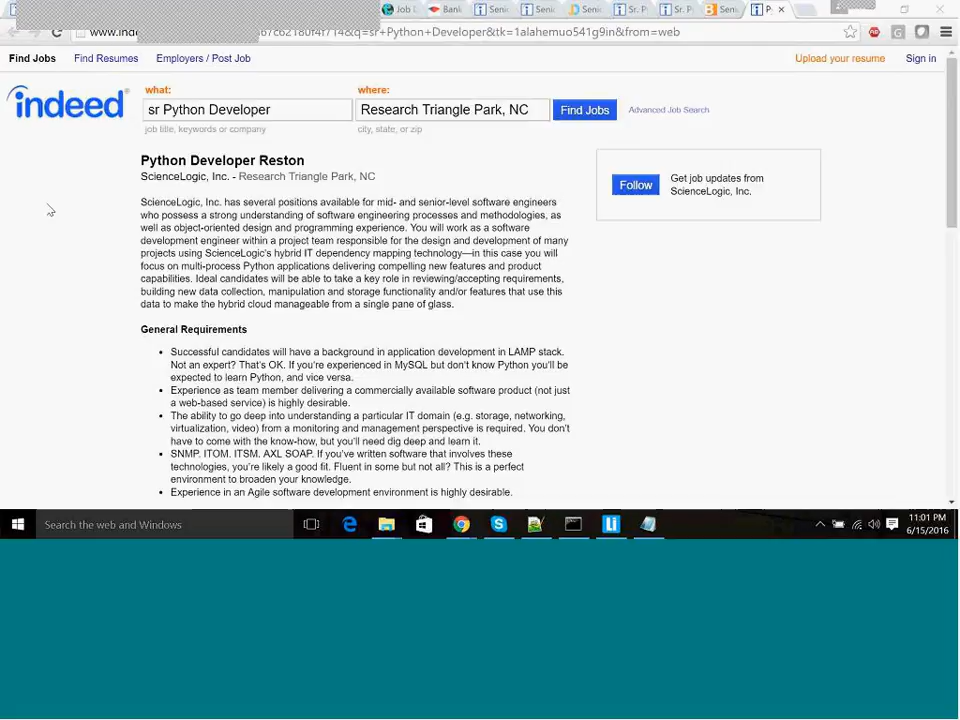 Job D
Bank
Seni
Seni
Seni
Sr. P
Sr. P
Seni
P
www.inde
67c62180f4f714&q=sr+Python+Developer&tk=1alahemuo541g9in&from=web
Find Jobs Find Resumes Employers / Post Job Upload your resume Sign in
indeed
what: where:
sr Python Developer Research Triangle Park, NC Find Jobs Advanced Job Search
job title, keywords or company city, state, or zip
Python Developer Reston
ScienceLogic, Inc. - Research Triangle Park, NC
Follow
Get job updates from
ScienceLogic, Inc.
ScienceLogic, Inc. has several positions available for mid- and senior-level software engineers
who possess a strong understanding of software engineering processes and methodologies, as
well as object-oriented design and programming experience. You will work as a software
development engineer within a project team responsible for the design and development of many
projects using ScienceLogic's hybrid IT dependency mapping technology—in this case you will
focus on multi-process Python applications delivering compelling new features and product
capabilities. Ideal candidates will be able to take a key role in reviewing/accepting requirements,
building new data collection, manipulation and storage functionality and/or features that use this
data to make the hybrid cloud manageable from a single pane of glass.
General Requirements
• Successful candidates will have a background in application development in LAMP stack.
Not an expert? That's OK. If you're experienced in MySQL but don't know Python you'll be
expected to learn Python, and vice versa.
• Experience as team member delivering a commercially available software product (not just
a web-based service) is highly desirable.
• The ability to go deep into understanding a particular IT domain (e.g. storage, networking,
virtualization, video) from a monitoring and management perspective is required. You don't
have to come with the know-how, but you'll need dig deep and learn it.
• SNMP. ITOM. ITSM. AXL SOAP. If you've written software that involves these
technologies, you're likely a good fit. Fluent in some but not all? This is a perfect
environment to broaden your knowledge.
• Experience in an Agile software development environment is highly desirable.
Search the web and Windows
11:01 PM
6/15/2016